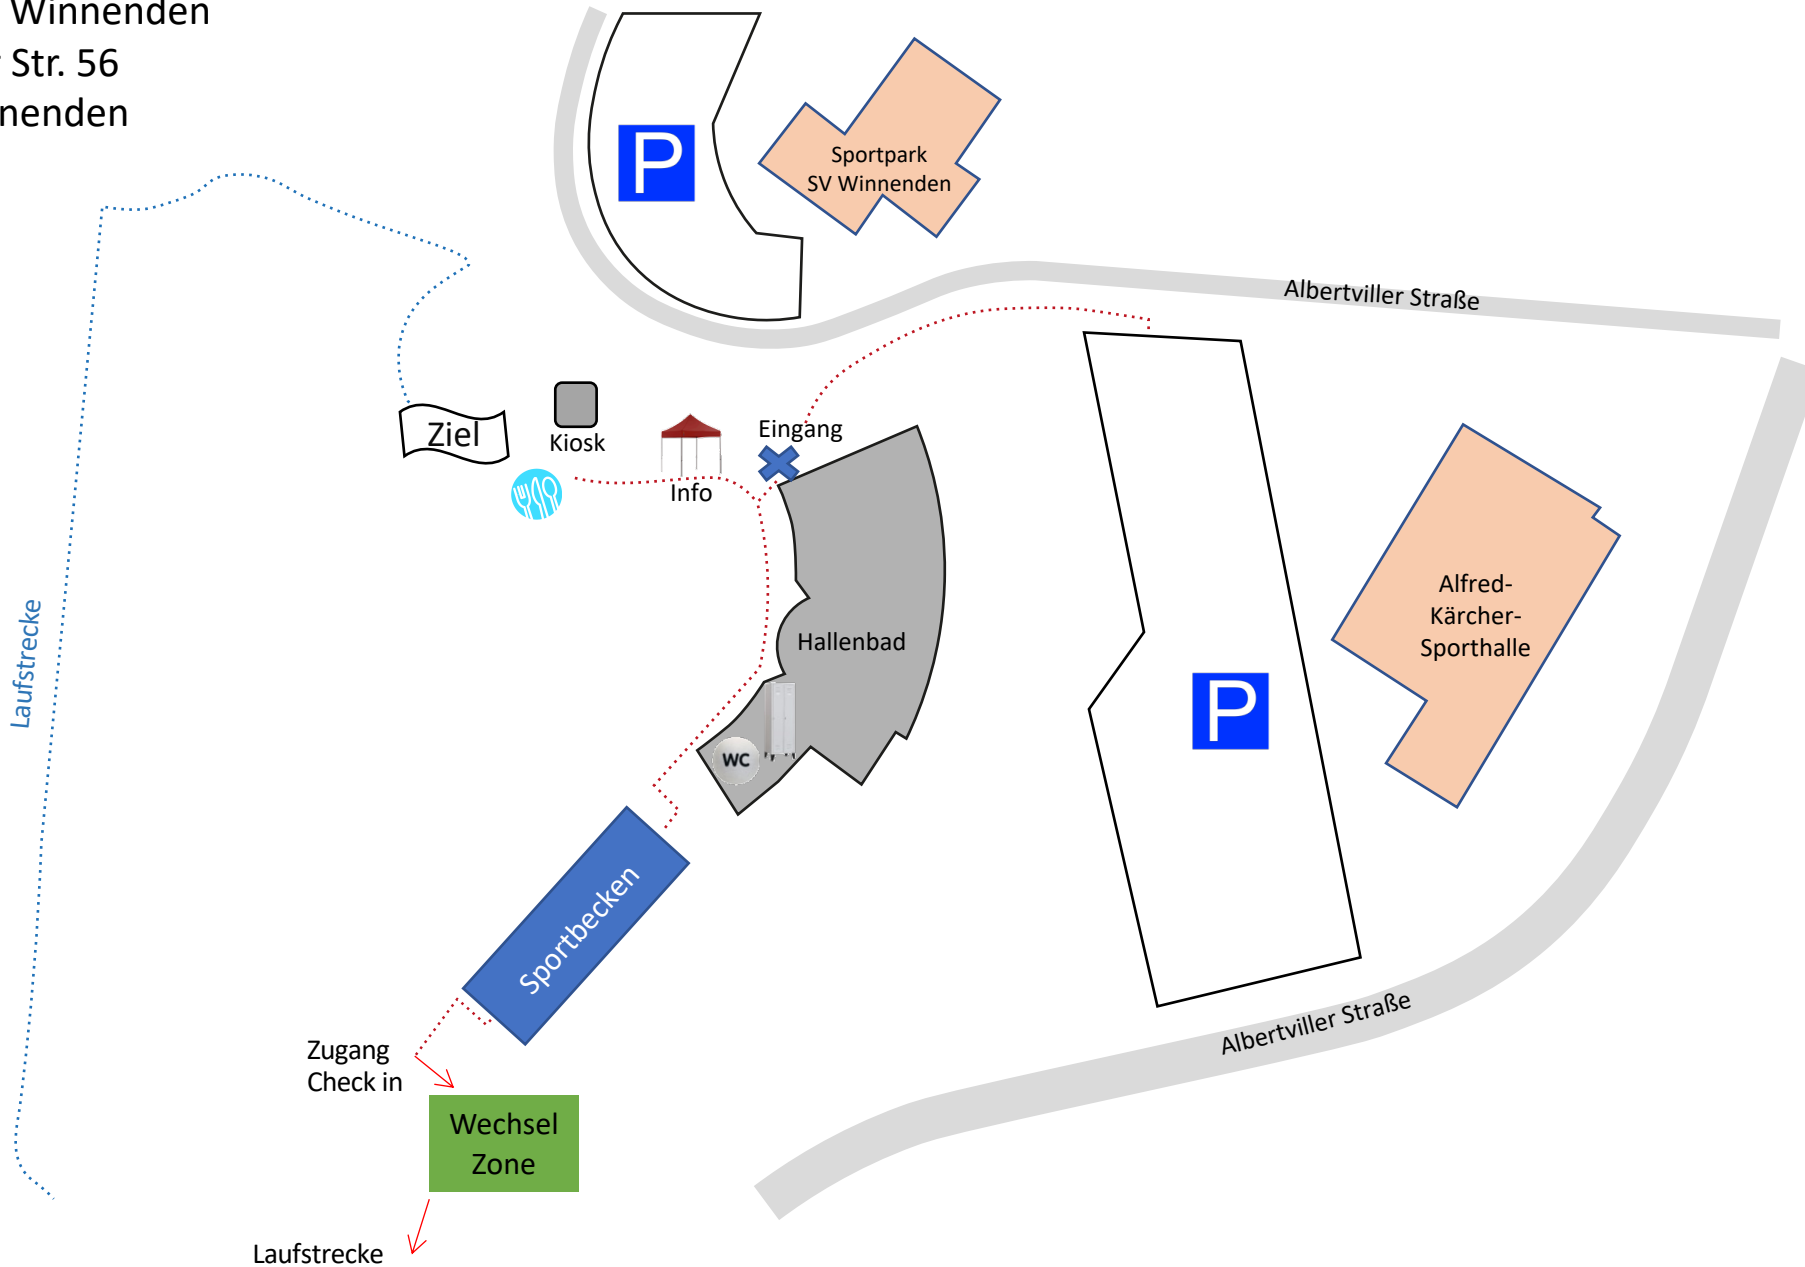 Winnenden
Str. 56
nenden
P
Sportpark
SV Winnenden
Albertviller Straße
Ziel
Kiosk
Info
Eingang
Hallenbad
WC
Laufstrecke
P
Alfred-
Kärcher-
Sporthalle
Sportbecken
Albertviller Straße
Zugang
Check in
Wechsel
Zone
Laufstrecke